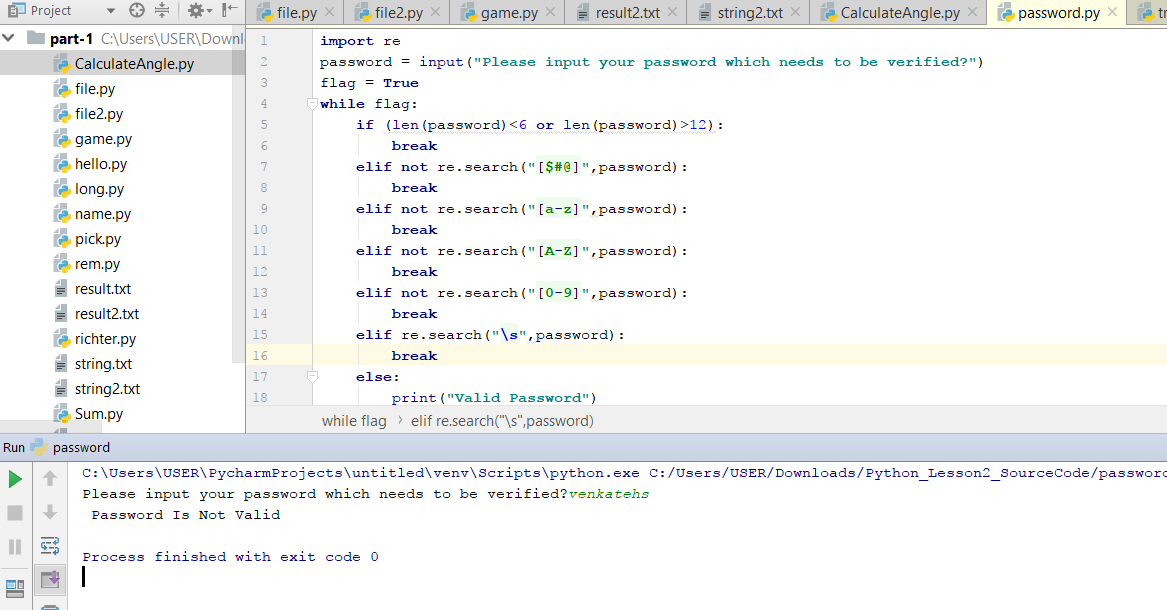 Project
file.py
file2.py
game.py
result2.txt
string2.txt
CalculateAngle.py
password.py
tr
part-1 C:\Users\USER\Downl
CalculateAngle.py
file.py
file2.py
game.py
hello.py
long.py
name.py
pick.py
rem.py
result.txt
result2.txt
richter.py
string.txt
string2.txt
Sum.py
1 import re
2 password = input("Please input your password which needs to be verified?")
3 flag = True
4 while flag:
5 if (len(password)<6 or len(password)>12):
6 break
7 elif not re.search("[$#@]",password):
8 break
9 elif not re.search("[a-z]",password):
10 break
11 elif not re.search("[A-Z]",password):
12 break
13 elif not re.search("[0-9]",password):
14 break
15 elif re.search("\s",password):
16 break
17 else:
18 print("Valid Password")
while flag › elif re.search("\s",password)
Run password
C:\Users\USER\PycharmProjects\untitled\venv\Scripts\python.exe C:/Users/USER/Downloads/Python_Lesson2_SourceCode/password
Please input your password which needs to be verified?venkatehs
Password Is Not Valid
Process finished with exit code 0